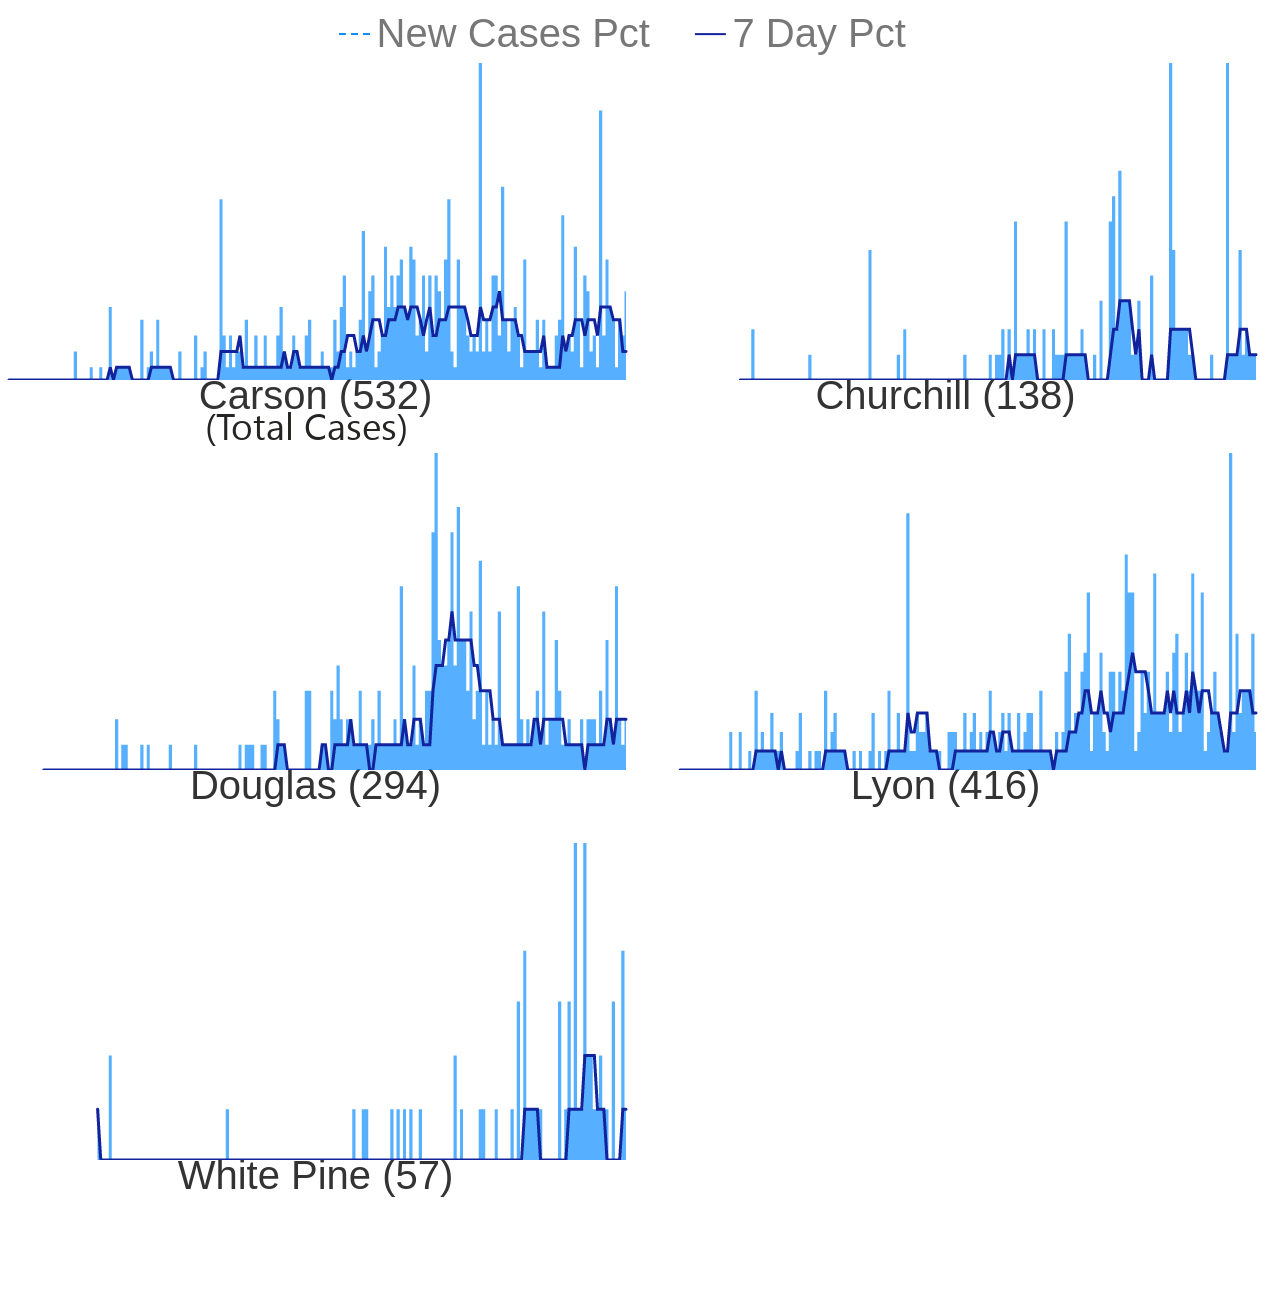 New Cases Pct 7 Day Pct
Carson (532) Churchill (138)
(Total Cases)
Douglas (294) Lyon (416)
White Pine (57)